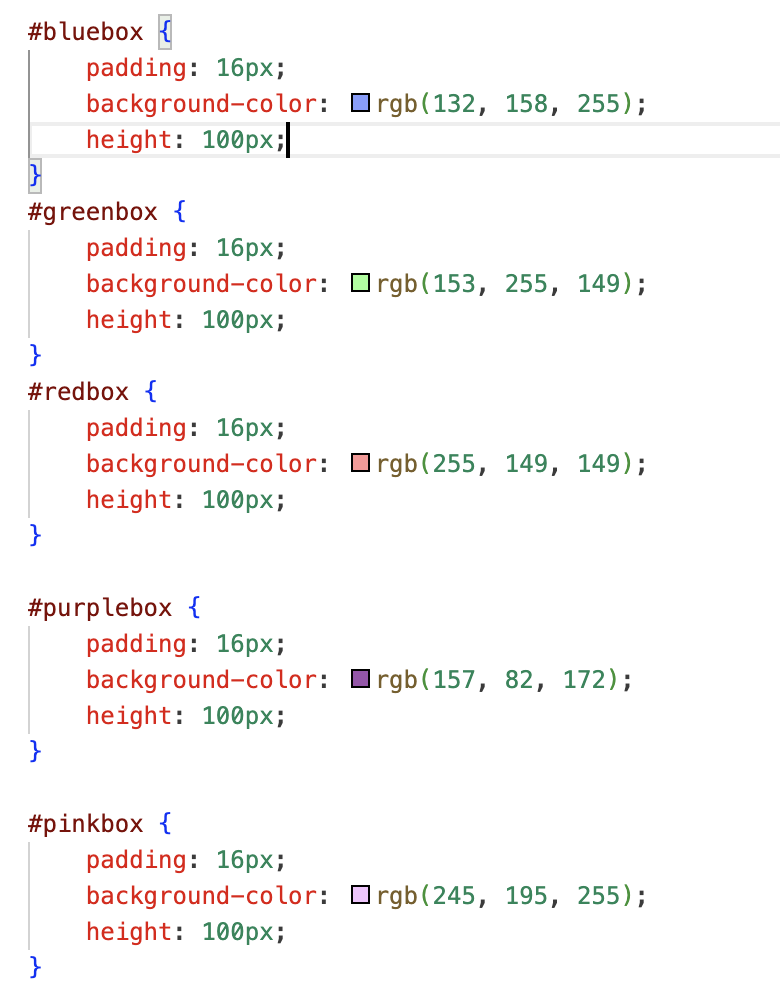 #bluebox {
    padding: 16px;
    background-color: rgb(132, 158, 255);
    height: 100px;
}
#greenbox {
    padding: 16px;
    background-color: rgb(153, 255, 149);
    height: 100px;
}
#redbox {
    padding: 16px;
    background-color: rgb(255, 149, 149);
    height: 100px;
}

#purplebox {
    padding: 16px;
    background-color: rgb(157, 82, 172);
    height: 100px;
}

#pinkbox {
    padding: 16px;
    background-color: rgb(245, 195, 255);
    height: 100px;
}